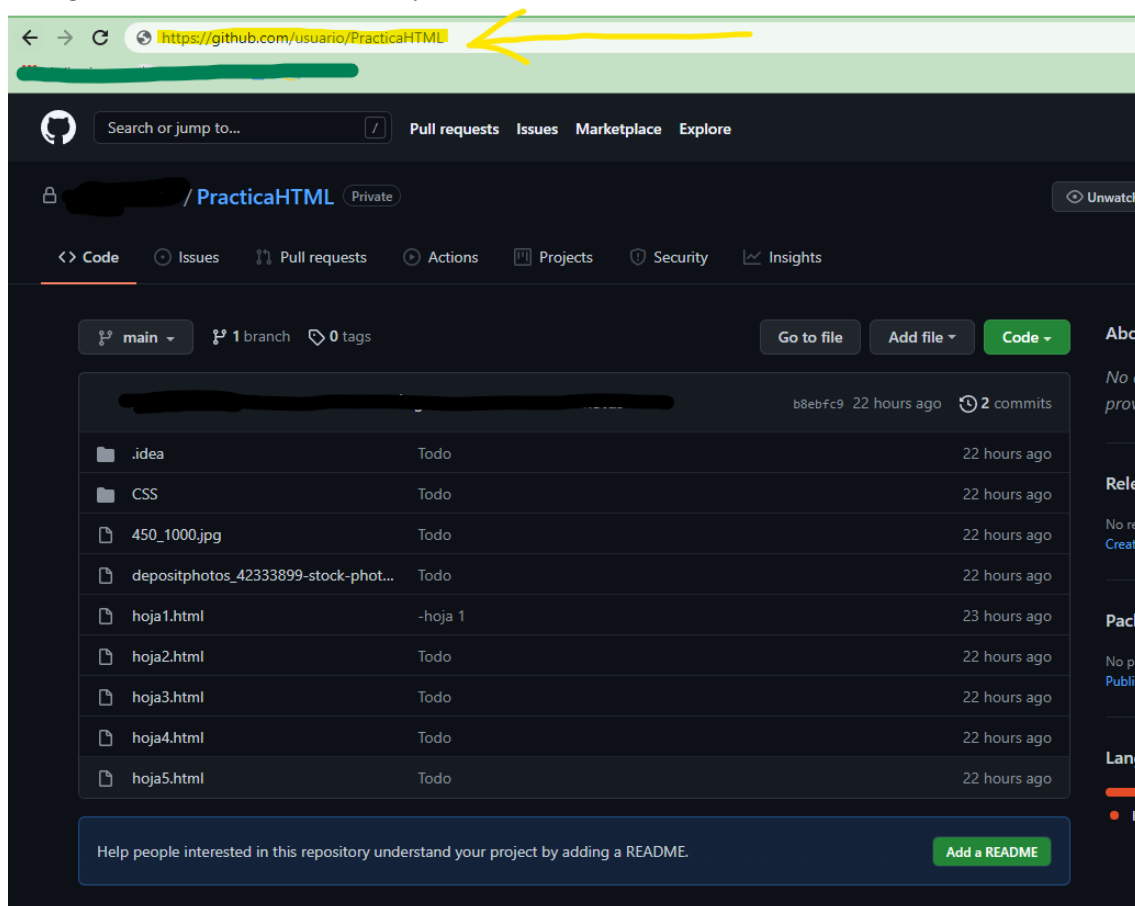 https://github.com/usuario/PracticaHTML
Search or jump to... /
Pull requests Issues Marketplace Explore
/ PracticaHTML Private
Unwatch
Code Issues Pull requests Actions Projects Security Insights
main 1 branch 0 tags
Go to file Add file Code
b8ebfc9 22 hours ago 2 commits
.idea Todo 22 hours ago
CSS Todo 22 hours ago
450_1000.jpg Todo 22 hours ago
depositphotos_42333899-stock-phot... Todo 22 hours ago
hoja1.html -hoja 1 23 hours ago
hoja2.html Todo 22 hours ago
hoja3.html Todo 22 hours ago
hoja4.html Todo 22 hours ago
hoja5.html Todo 22 hours ago
Help people interested in this repository understand your project by adding a README.
Add a README
Abo
No
prov
Rele
No re
Creat
Pac
No p
Publi
Lan